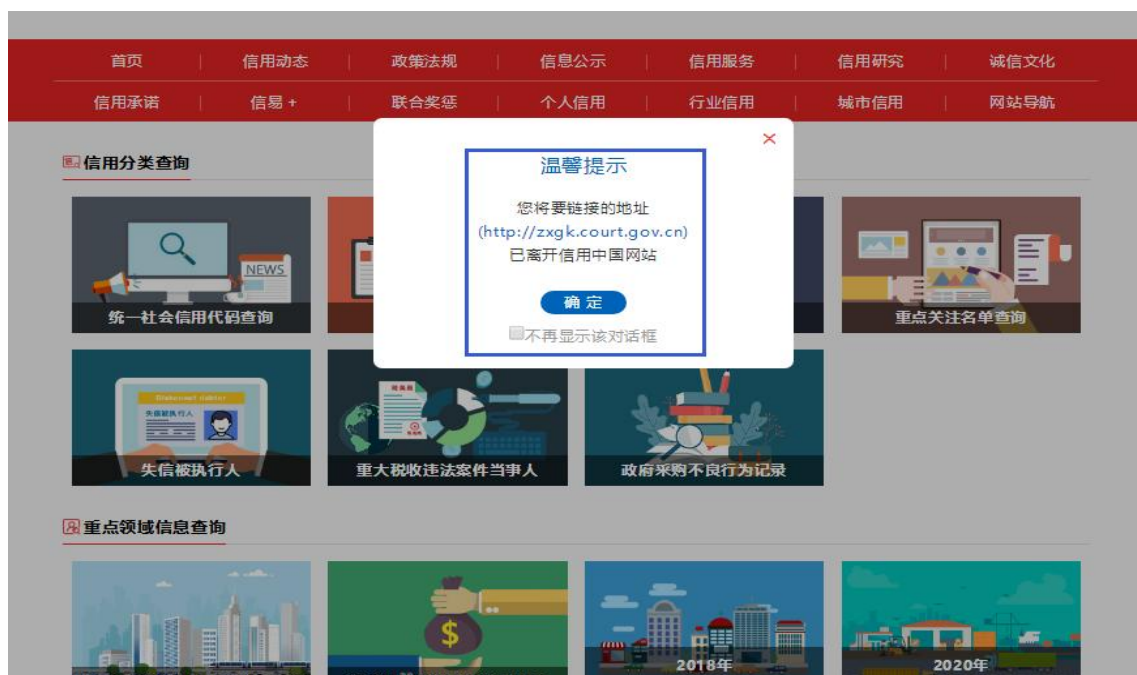 首页 | 信用动态 | 政策法规 | 信息公示 | 信用服务 | 信用研究 | 诚信文化
信用承诺 | 信易 + | 联合奖惩 | 个人信用 | 行业信用 | 城市信用 | 网站导航
信用分类查询
温馨提示
您将要链接的地址
(http://zxgk.court.gov.cn)
已离开信用中国网站
确 定
不再显示该对话框
NEWS
统一社会信用代码查询
重点关注名单查询
失信被执行人
失信被执行人
重大税收违法案件当事人
政府采购不良行为记录
重点领域信息查询
$
2018年
2020年